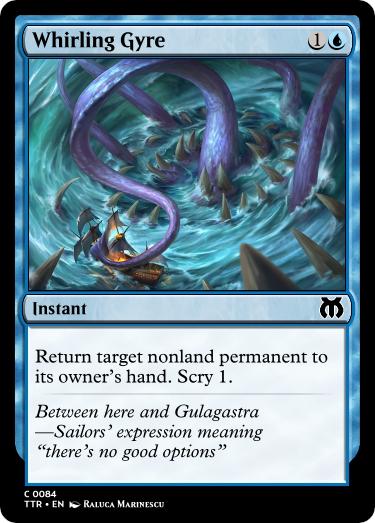 Whirling Gyre 1
Instant
Return target nonland permanent to
its owner's hand. Scry 1.
Between here and Gulagastra
—Sailors' expression meaning
"there's no good options"
C 0084
TTR • EN Raluca Marinescu